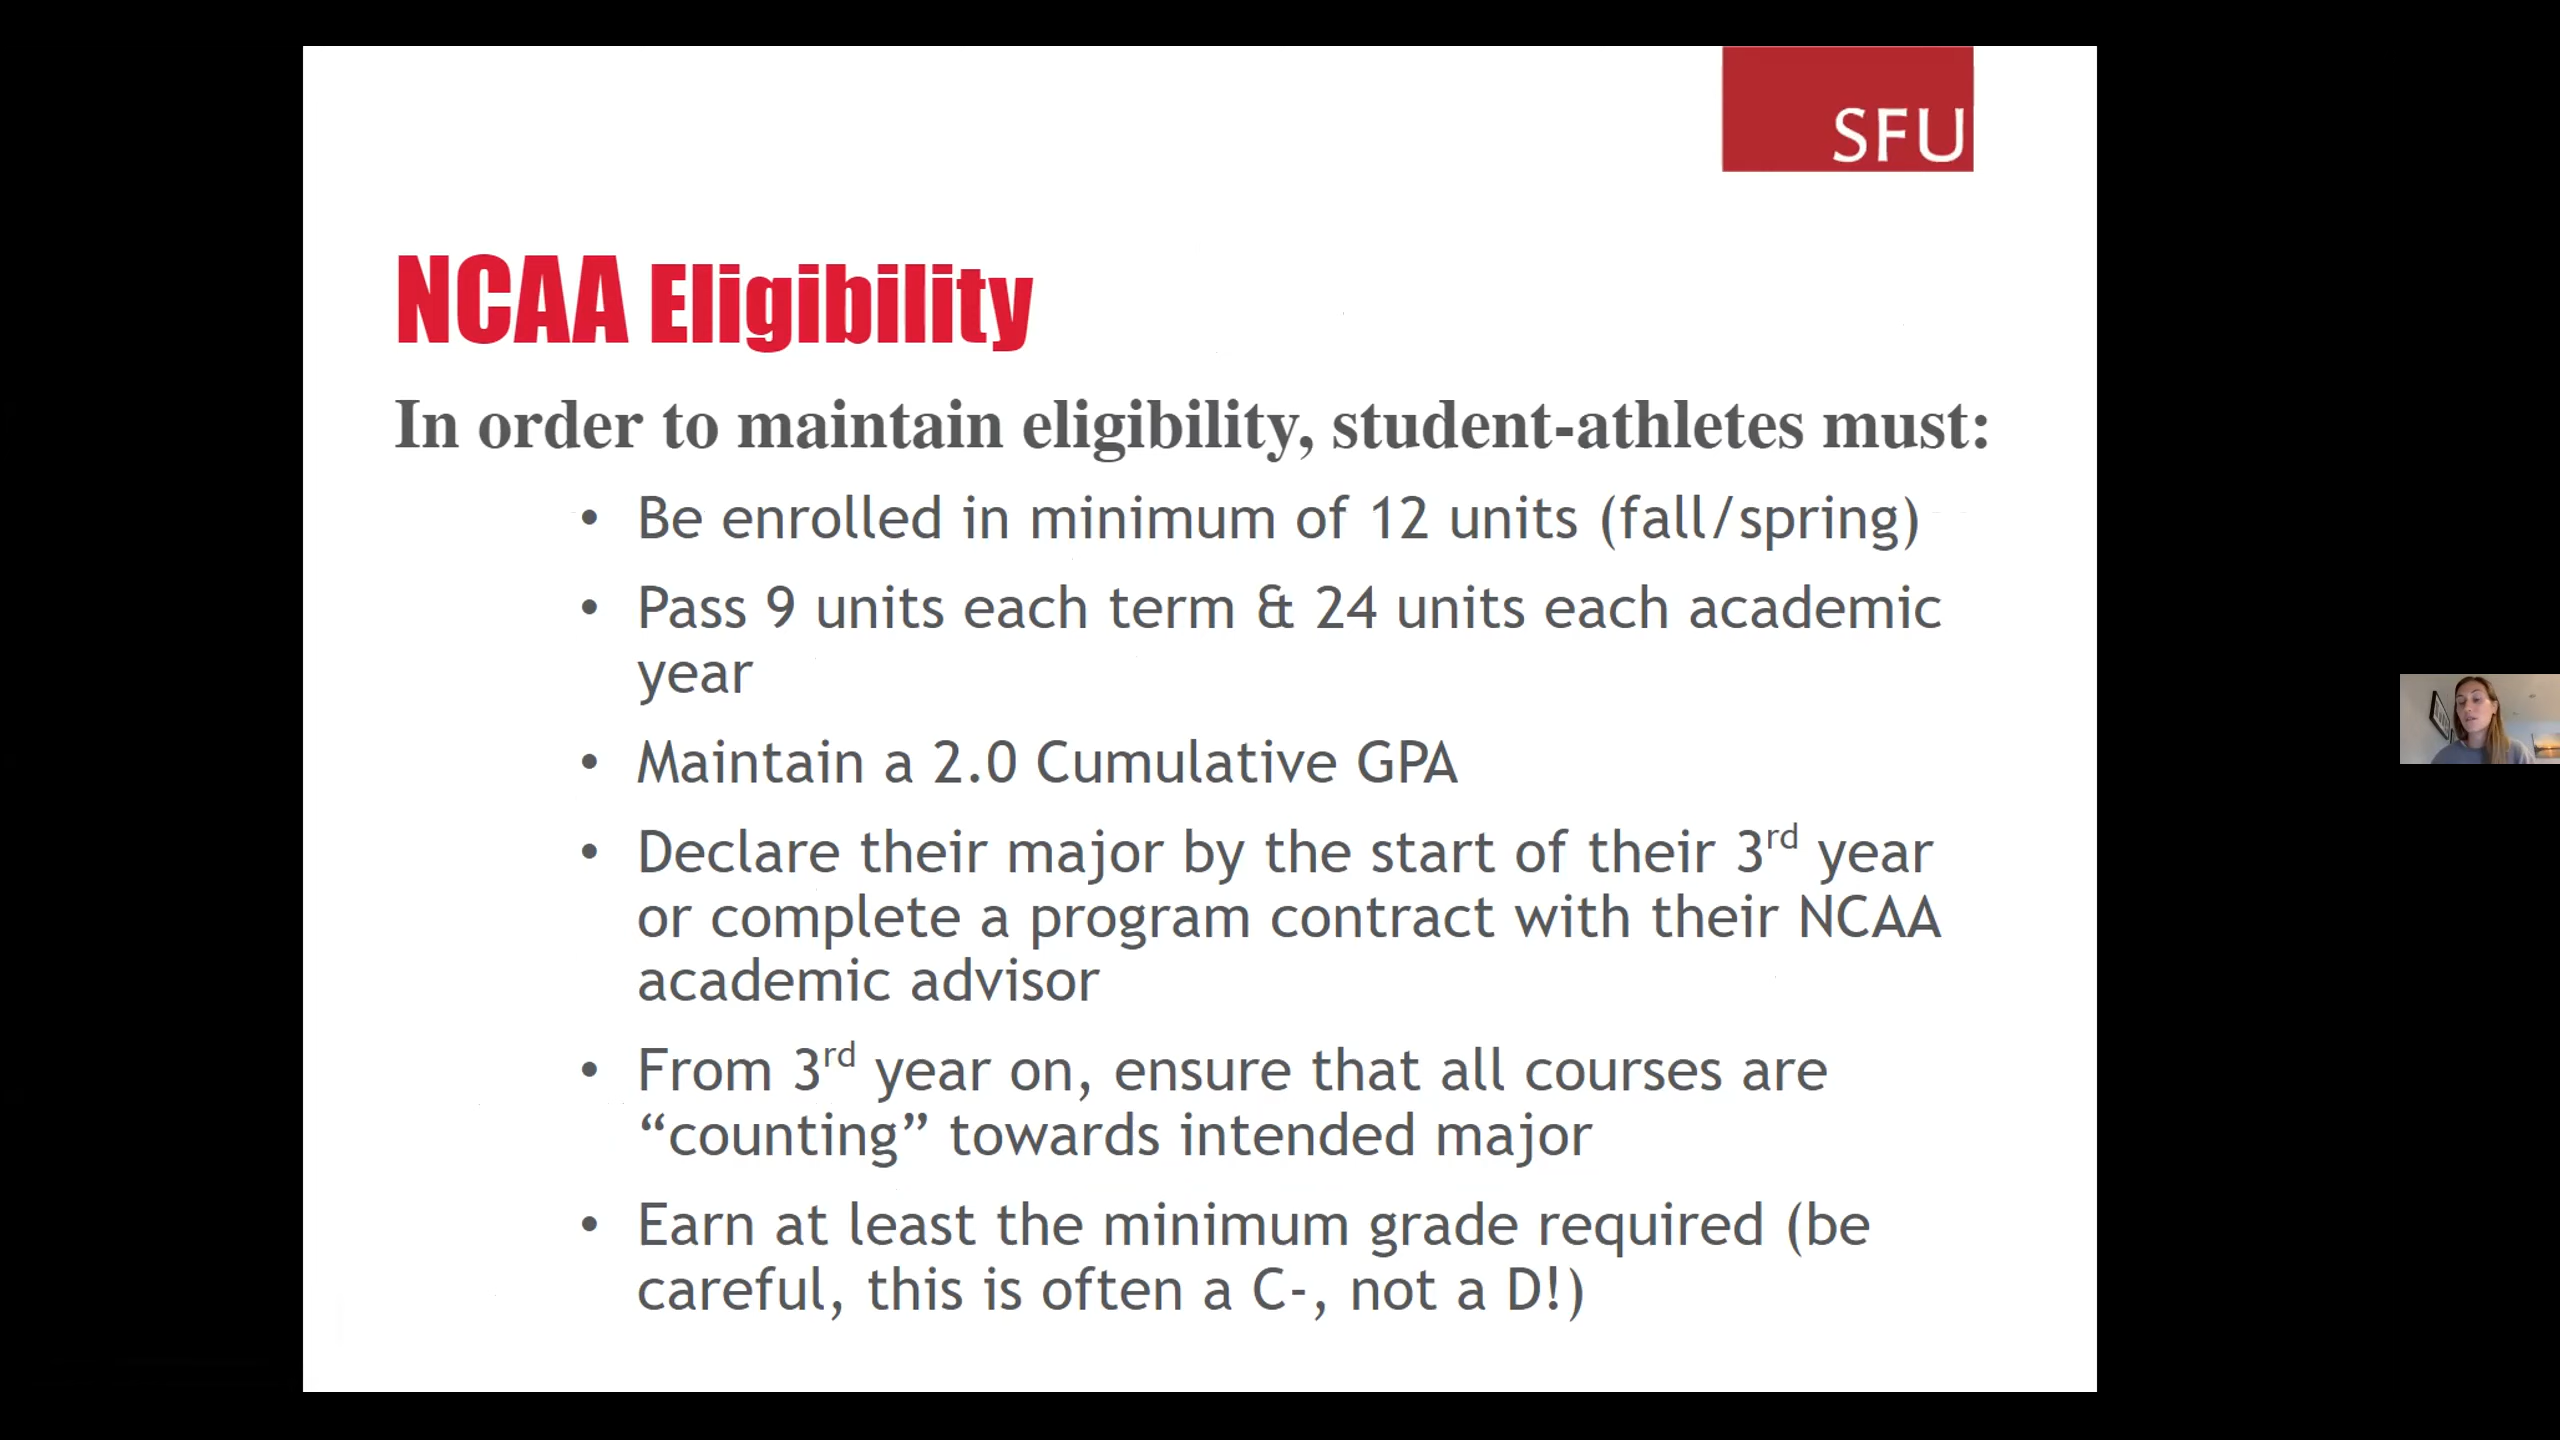 SFU
NCAA Eligibility
In order to maintain eligibility, student-athletes must:
• Be enrolled in minimum of 12 units (fall/spring)
• Pass 9 units each term & 24 units each academic
year
• Maintain a 2.0 Cumulative GPA
• Declare their major by the start of their 3rd year
or complete a program contract with their NCAA
academic advisor
• From 3rd year on, ensure that all courses are
“counting” towards intended major
• Earn at least the minimum grade required (be
careful, this is often a C-, not a D!)